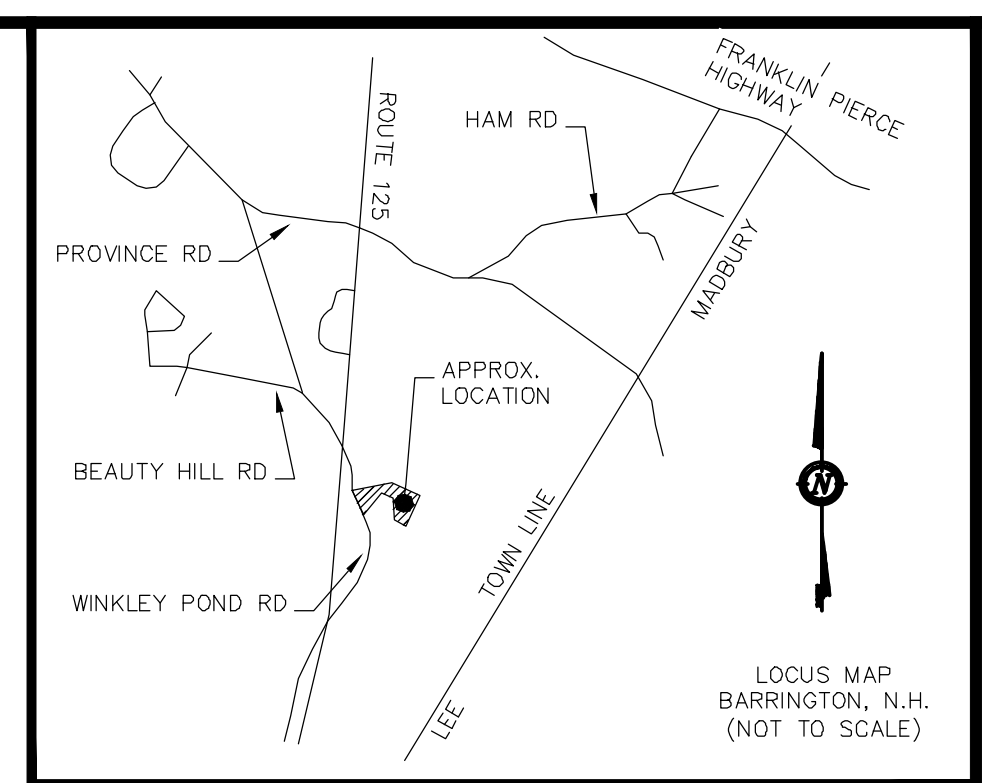 FRANKLIN PIERCE
HIGHWAY
ROUTE 125
HAM RD
PROVINCE RD
MADBURY
APPROX.
LOCATION
BEAUTY HILL RD
N
TOWN LINE
WINKLEY POND RD
LEE
LOCUS MAP
BARRINGTON, N.H.
(NOT TO SCALE)